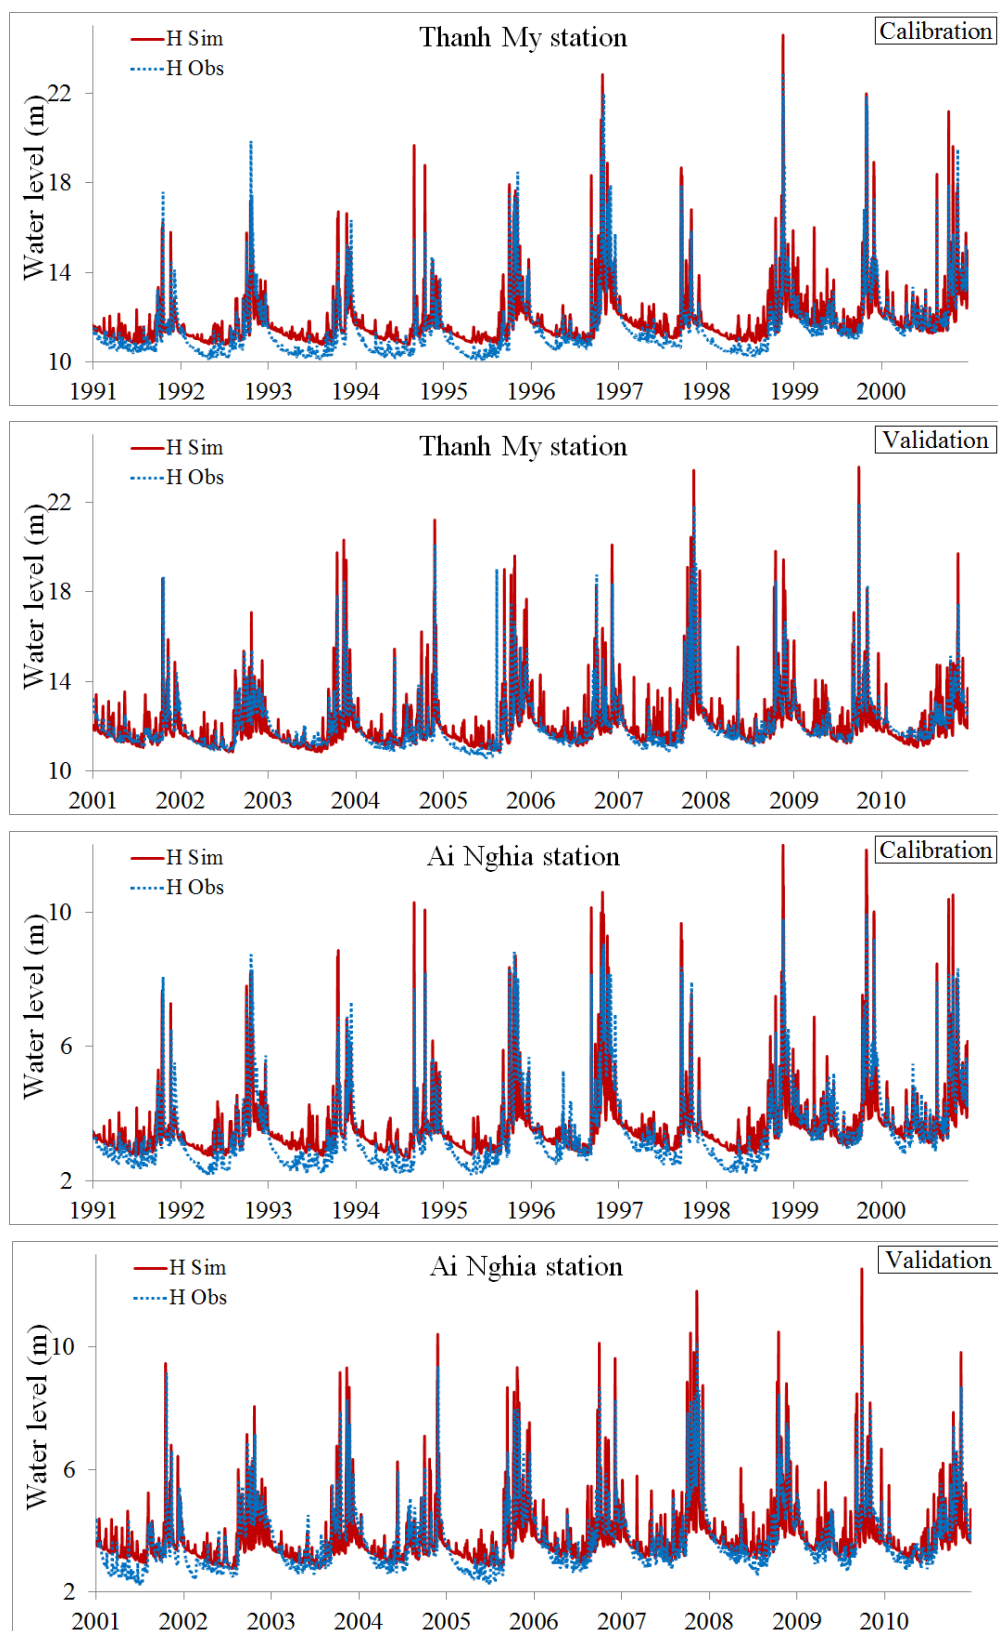 Thanh My station
Calibration
H Sim
H Obs
Water level (m)
22
18
14
10
1991 1992 1993 1994 1995 1996 1997 1998 1999 2000
Thanh My station
Validation
H Sim
H Obs
Water level (m)
22
18
14
10
2001 2002 2003 2004 2005 2006 2007 2008 2009 2010
Ai Nghia station
Calibration
H Sim
H Obs
Water level (m)
10
6
2
1991 1992 1993 1994 1995 1996 1997 1998 1999 2000
Ai Nghia station
Validation
H Sim
H Obs
Water level (m)
10
6
2
2001 2002 2003 2004 2005 2006 2007 2008 2009 2010